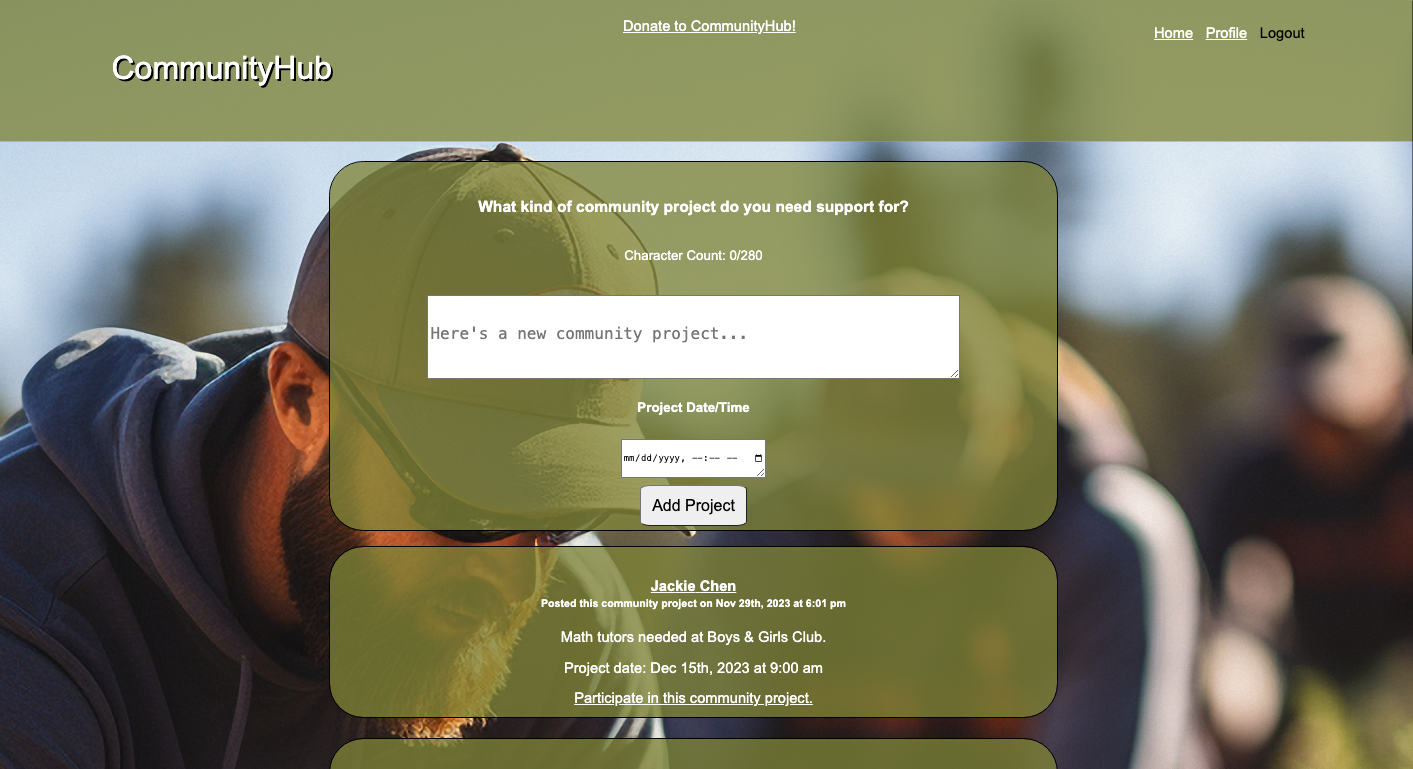 Donate to CommunityHub!
Home Profile Logout
CommunityHub
What kind of community project do you need support for?
Character Count: 0/280
Here's a new community project...
Project Date/Time
mm/dd/yyyy, --:-- --
Add Project
Jackie Chen
Posted this community project on Nov 29th, 2023 at 6:01 pm
Math tutors needed at Boys & Girls Club.
Project date: Dec 15th, 2023 at 9:00 am
Participate in this community project.